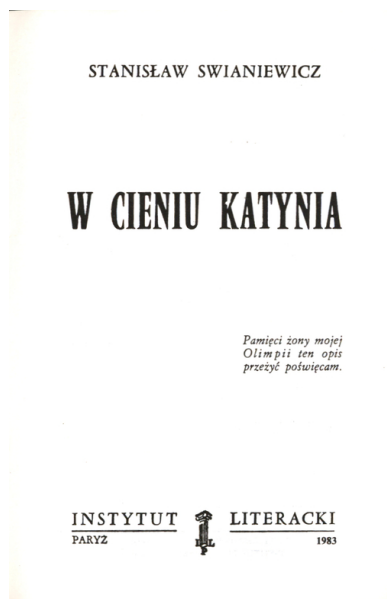 STANISŁAW SWIANIEWICZ
W CIENIU KATYNIA
Pamięci żony mojej
Olimpii ten opis
przeżyć poświęcam.
INSTYTUT LITERACKI
PARYŻ 1983